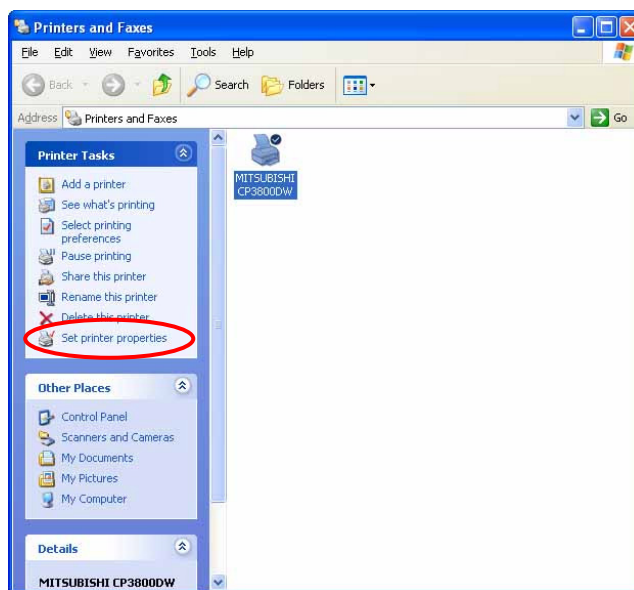 Printers and Faxes
File Edit View Favorites Tools Help
Back Search Folders
Address Printers and Faxes Go
Printer Tasks
Add a printer
See what's printing
Select printing
preferences
Pause printing
Share this printer
Rename this printer
Delete this printer
Set printer properties
Other Places
Control Panel
Scanners and Cameras
My Documents
My Pictures
My Computer
Details
MITSUBISHI CP3800DW
MITSUBISHI
CP3800DW